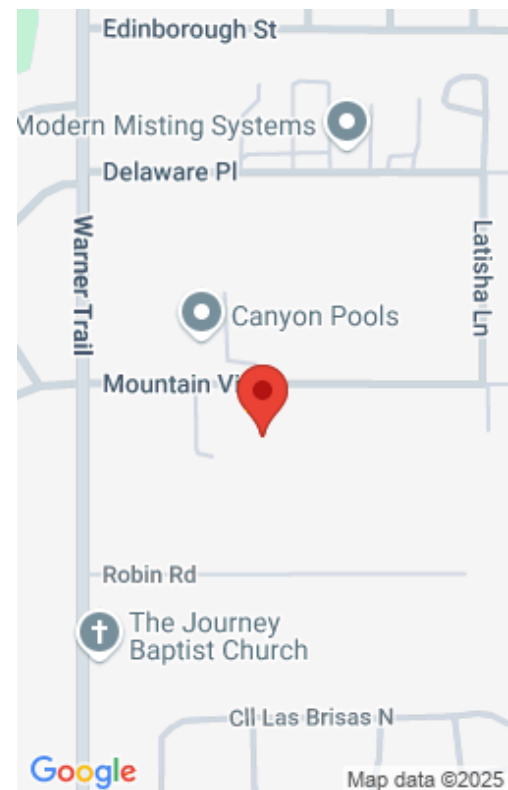 Edinborough St
Modern Misting Systems
Delaware Pl
Warner Trail
Latisha Ln
Canyon Pools
Mountain Vi
Robin Rd
The Journey
Baptist Church
Cll Las Brisas N
Google
Map data ©2025